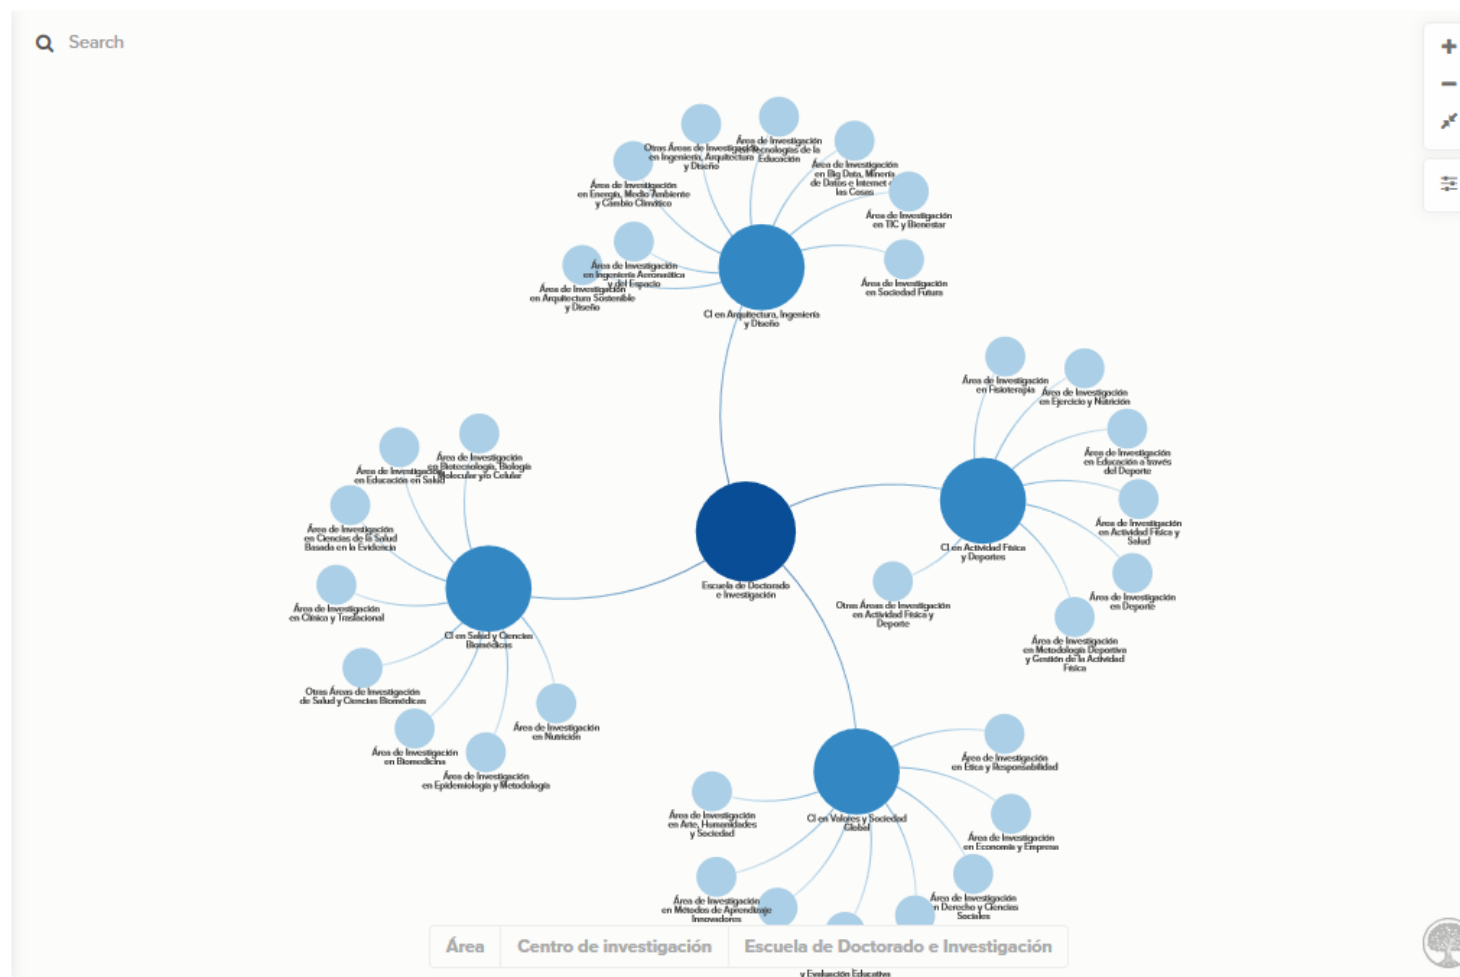 Search
Área de Investigación
en Tecnologías de la
Educación
Otras Áreas de Investigación
en Ingeniería, Arquitectura
y Diseño
Área de Investigación
en Big Data, Minería
de Datos e Internet
las Cosas
Área de Investigación
en Energía, Medio Ambiente
y Cambio Climático
Área de Investigación
en TIC y Bienestar
Área de Investigación
en Ingeniería Aeronaútica
y del Espacio
Área de Investigación
en Arquitectura Sostenible
y Diseño
Área de Investigación
en Sociedad Futura
CI en Arquitectura, Ingeniería
y Diseño
Área de Investigación
en Fisioterapia
Área de Investigación
en Ejercicio y Nutrición
Área de Investigación
en Educación a través
del Deporte
Área de Investigación
en Actividad Física y
Salud
CI en Actividad Física
y Deportes
Área de Investigación
en Deporte
Otras Áreas de Investigación
en Actividad Física y
Deporte
Área de Investigación
en Metodología Deportiva
y Gestión de la Actividad
Física
Área de Investigación
en Biotecnología, Biología
Molecular y/o Celular
Área de Investigación
en Educación en Salud
Área de Investigación
en Ciencias de la Salud
Basada en la Evidencia
Área de Investigación
en Clínica y Traslacional
CI en Salud y Ciencias
Biomédicas
Escuela de Doctorado
e Investigación
Otras Áreas de Investigación
de Salud y Ciencias Biomédicas
Área de Investigación
en Biomedicina
Área de Investigación
en Epidemiología y Metodología
Área de Investigación
en Nutrición
Área de Investigación
en Ética y Responsabilidad
CI en Valores y Sociedad
Global
Área de Investigación
en Arte, Humanidades
y Sociedad
Área de Investigación
en Economía y Empresa
Área de Investigación
en Derecho y Ciencias
Sociales
Área de Investigación
en Métodos de Aprendizaje
Innovadores
Área
Centro de investigación
Escuela de Doctorado e Investigación
y Evaluación Educativa